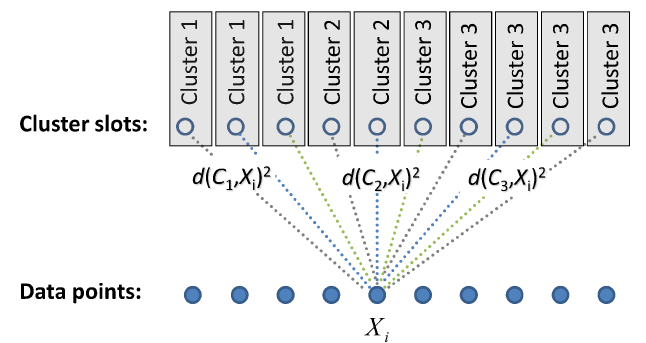 Cluster 1 Cluster 1 Cluster 1 Cluster 2 Cluster 2 Cluster 3 Cluster 3 Cluster 3 Cluster 3 Cluster 3
Cluster slots:
d(C₁,Xᵢ)² d(C₂,Xᵢ)² d(C₃,Xᵢ)²
Data points:
Xᵢ